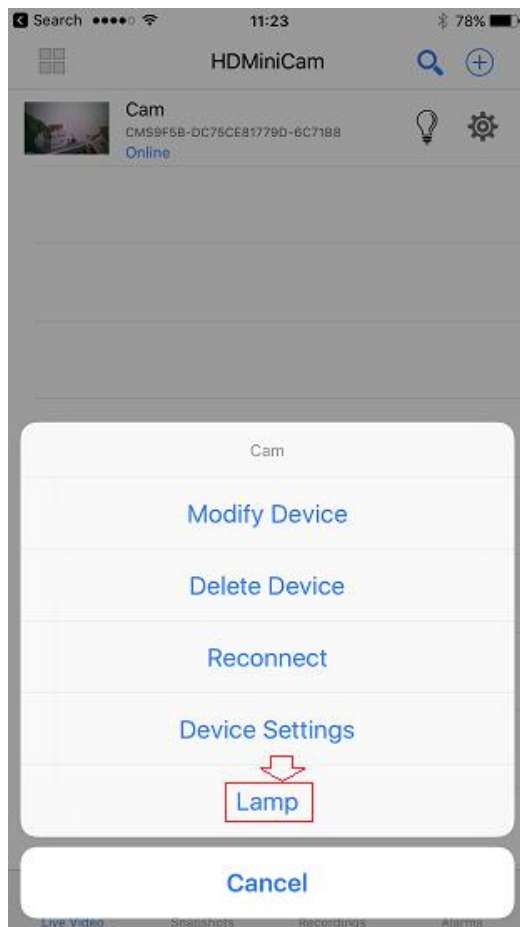 Search 11:23 78%
HDMiniCam
Cam
CMS9F5B-DC75CE81779D-6C71B8
Online
Cam
Modify Device
Delete Device
Reconnect
Device Settings
Lamp
Cancel
Live Video Snapshots Recordings Alarms